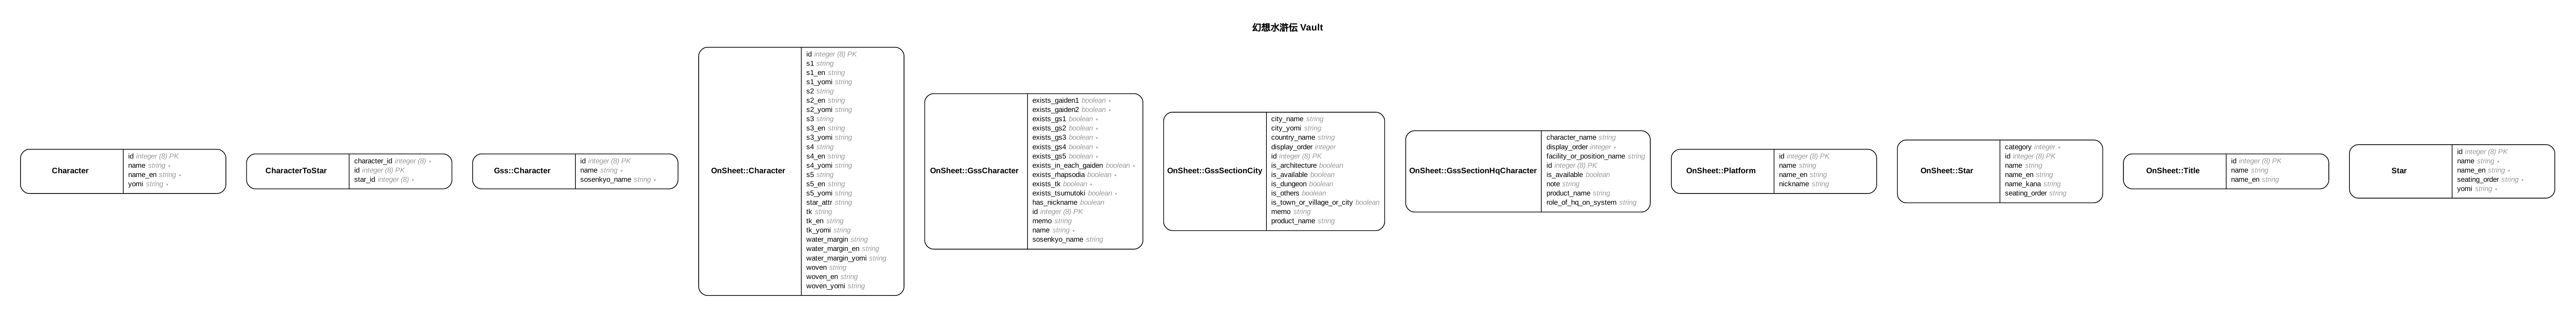 幻想水滸伝 Vault
Character
id integer (8) PK
name string *
name_en string *
yomi string *
CharacterToStar
character_id integer (8) *
id integer (8) PK
star_id integer (8) *
Gss::Character
id integer (8) PK
name string *
sosenkyo_name string *
OnSheet::Character
id integer (8) PK
s1 string
s1_en string
s1_yomi string
s2 string
s2_en string
s2_yomi string
s3 string
s3_en string
s3_yomi string
s4 string
s4_en string
s4_yomi string
s5 string
s5_en string
s5_yomi string
star_attr string
tk string
tk_en string
tk_yomi string
water_margin string
water_margin_en string
water_margin_yomi string
woven string
woven_en string
woven_yomi string
OnSheet::GssCharacter
exists_gaiden1 boolean *
exists_gaiden2 boolean *
exists_gs1 boolean *
exists_gs2 boolean *
exists_gs3 boolean *
exists_gs4 boolean *
exists_gs5 boolean *
exists_in_each_gaiden boolean *
exists_rhapsodia boolean *
exists_tk boolean *
exists_tsumutoki boolean *
has_nickname boolean
id integer (8) PK
memo string
name string *
sosenkyo_name string
OnSheet::GssSectionCity
city_name string
city_yomi string
country_name string
display_order integer
id integer (8) PK
is_architecture boolean
is_available boolean
is_dungeon boolean
is_others boolean
is_town_or_village_or_city boolean
memo string
product_name string
OnSheet::GssSectionHqCharacter
character_name string
display_order integer *
facility_or_position_name string
id integer (8) PK
is_available boolean
note string
product_name string
role_of_hq_on_system string
OnSheet::Platform
id integer (8) PK
name string
name_en string
nickname string
OnSheet::Star
category integer *
id integer (8) PK
name string
name_en string
name_kana string
seating_order string
OnSheet::Title
id integer (8) PK
name string
name_en string
Star
id integer (8) PK
name string *
name_en string *
seating_order string *
yomi string *